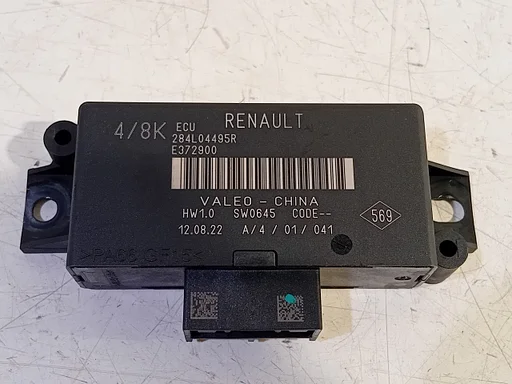 RENAULT
4/8K ECU
284L04495R
E372900
VALEO - CHINA
HW1.0 SW0645 CODE--
569
12.08.22 A/4/01/041